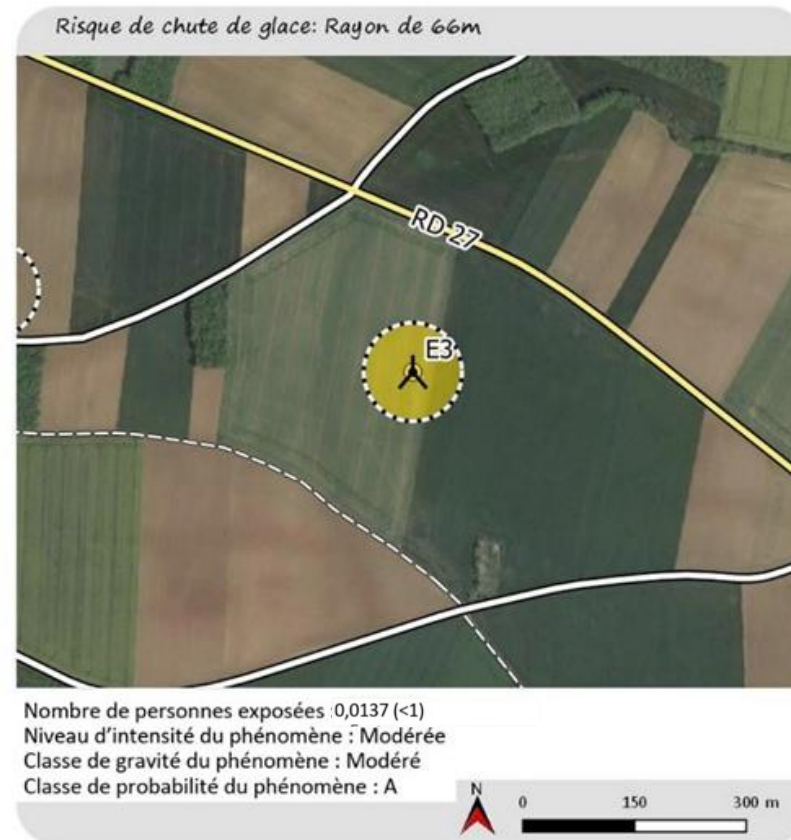 Risque de chute de glace: Rayon de 66m
RD 27
E3
Nombre de personnes exposées :0,0137 (<1)
Niveau d'intensité du phénomène : Modérée
Classe de gravité du phénomène : Modéré
Classe de probabilité du phénomène : A
N
0 150 300 m